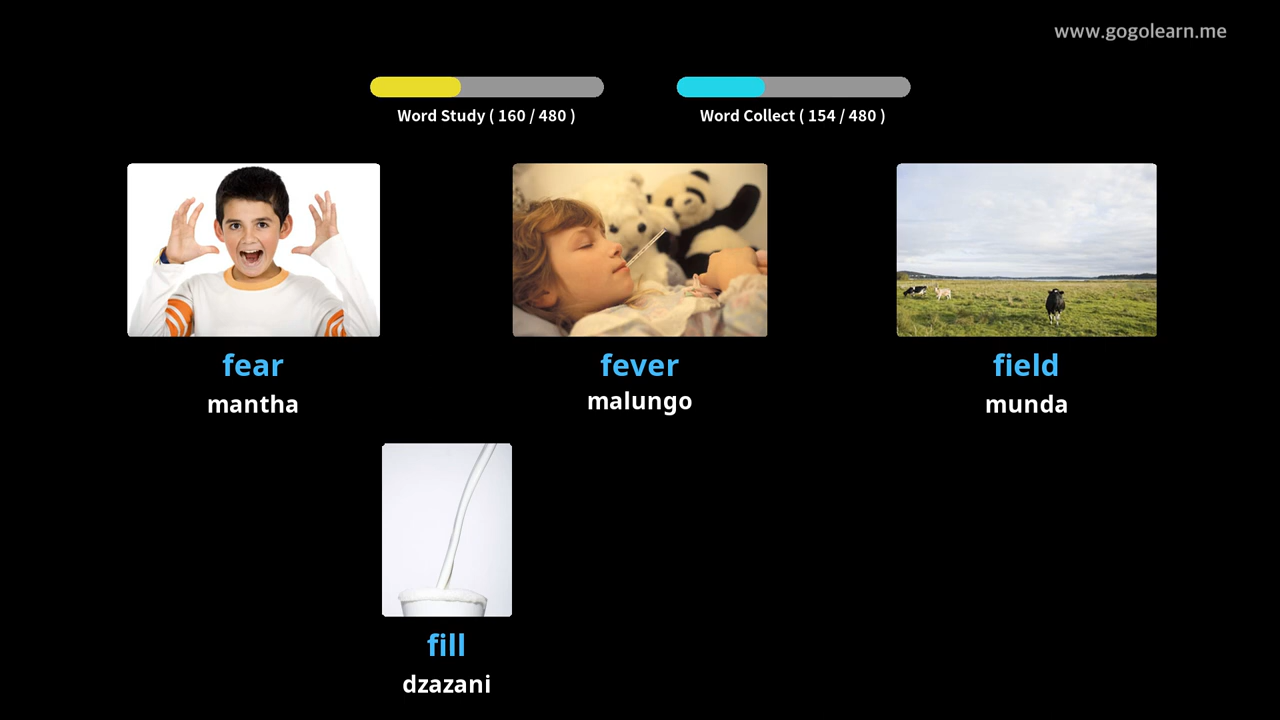 www.gogolearn.me
Word Study ( 160 / 480 )
Word Collect ( 154 / 480 )
fear
mantha
fever
malungo
field
munda
fill
dzazani